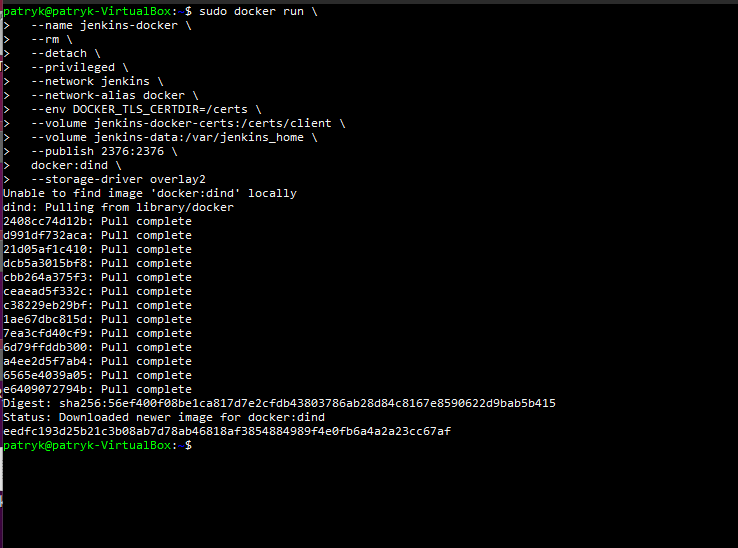 patryk@patryk-VirtualBox:~$ sudo docker run \
>   --name jenkins-docker \
>   --rm \
>   --detach \
>   --privileged \
>   --network jenkins \
>   --network-alias docker \
>   --env DOCKER_TLS_CERTDIR=/certs \
>   --volume jenkins-docker-certs:/certs/client \
>   --volume jenkins-data:/var/jenkins_home \
>   --publish 2376:2376 \
>   docker:dind \
>   --storage-driver overlay2
Unable to find image 'docker:dind' locally
dind: Pulling from library/docker
2408cc74d12b: Pull complete
d991df732aca: Pull complete
21d05af1c410: Pull complete
dcb5a3015bf8: Pull complete
cbb264a375f3: Pull complete
ceaead5f332c: Pull complete
c38229eb29bf: Pull complete
1ae67dbc815d: Pull complete
7ea3cfd40cf9: Pull complete
6d79ffddb300: Pull complete
a4ee2d5f7ab4: Pull complete
6565e4039a05: Pull complete
e6409072794b: Pull complete
Digest: sha256:56ef400f08be1ca817d7e2cfdb43803786ab28d84c8167e8590622d9bab5b415
Status: Downloaded newer image for docker:dind
eedfc193d25b21c3b08ab7d78ab46818af3854884989f4e0fb6a4a2a23cc67af
patryk@patryk-VirtualBox:~$